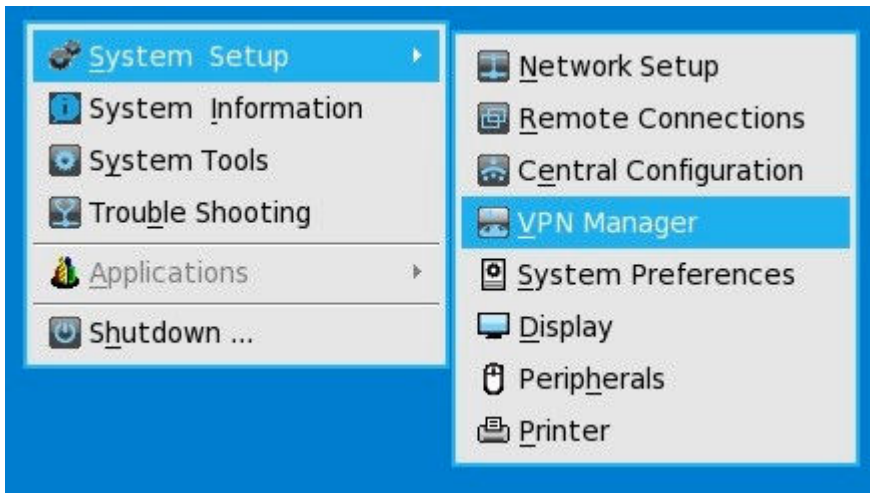 System Setup
System Information
System Tools
Trouble Shooting
Applications
Shutdown ...
Network Setup
Remote Connections
Central Configuration
VPN Manager
System Preferences
Display
Peripherals
Printer